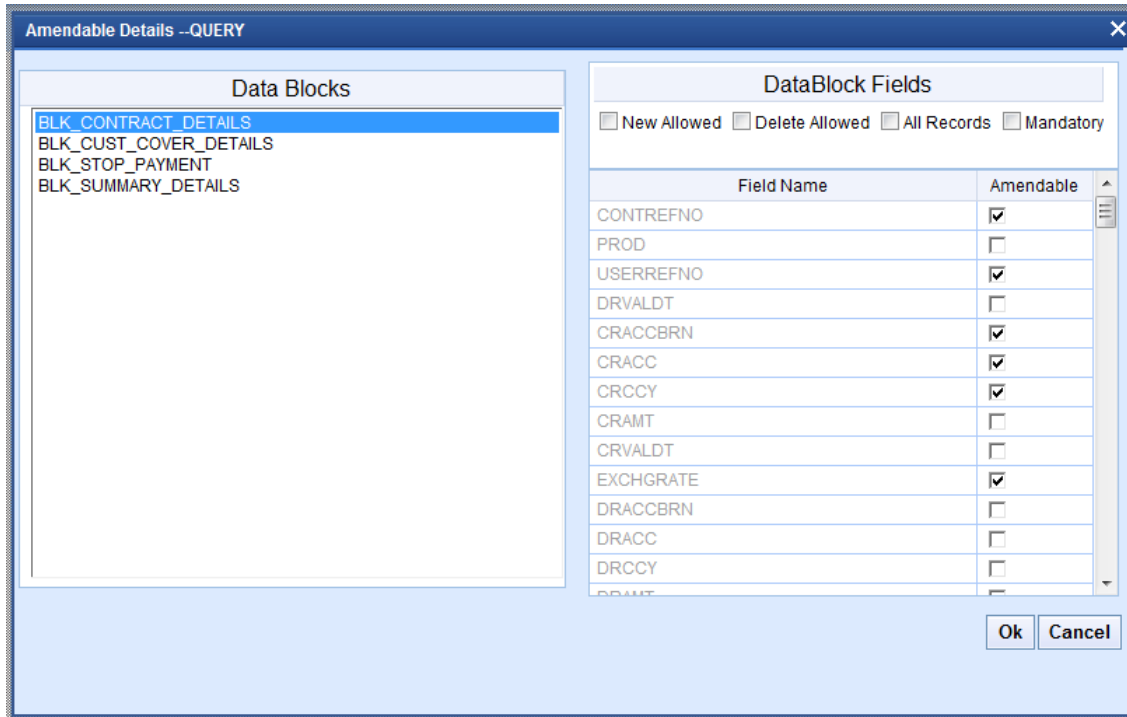 Amendable Details --QUERY
Data Blocks
BLK_CONTRACT_DETAILS
BLK_CUST_COVER_DETAILS
BLK_STOP_PAYMENT
BLK_SUMMARY_DETAILS
DataBlock Fields
New Allowed Delete Allowed All Records Mandatory
Field Name Amendable
CONTREFNO
PROD
USERREFNO
DRVALDT
CRACCBRN
CRACC
CRCCY
CRAMT
CRVALDT
EXCHGRATE
DRACCBRN
DRACC
DRCCY
DRAMT
Ok Cancel